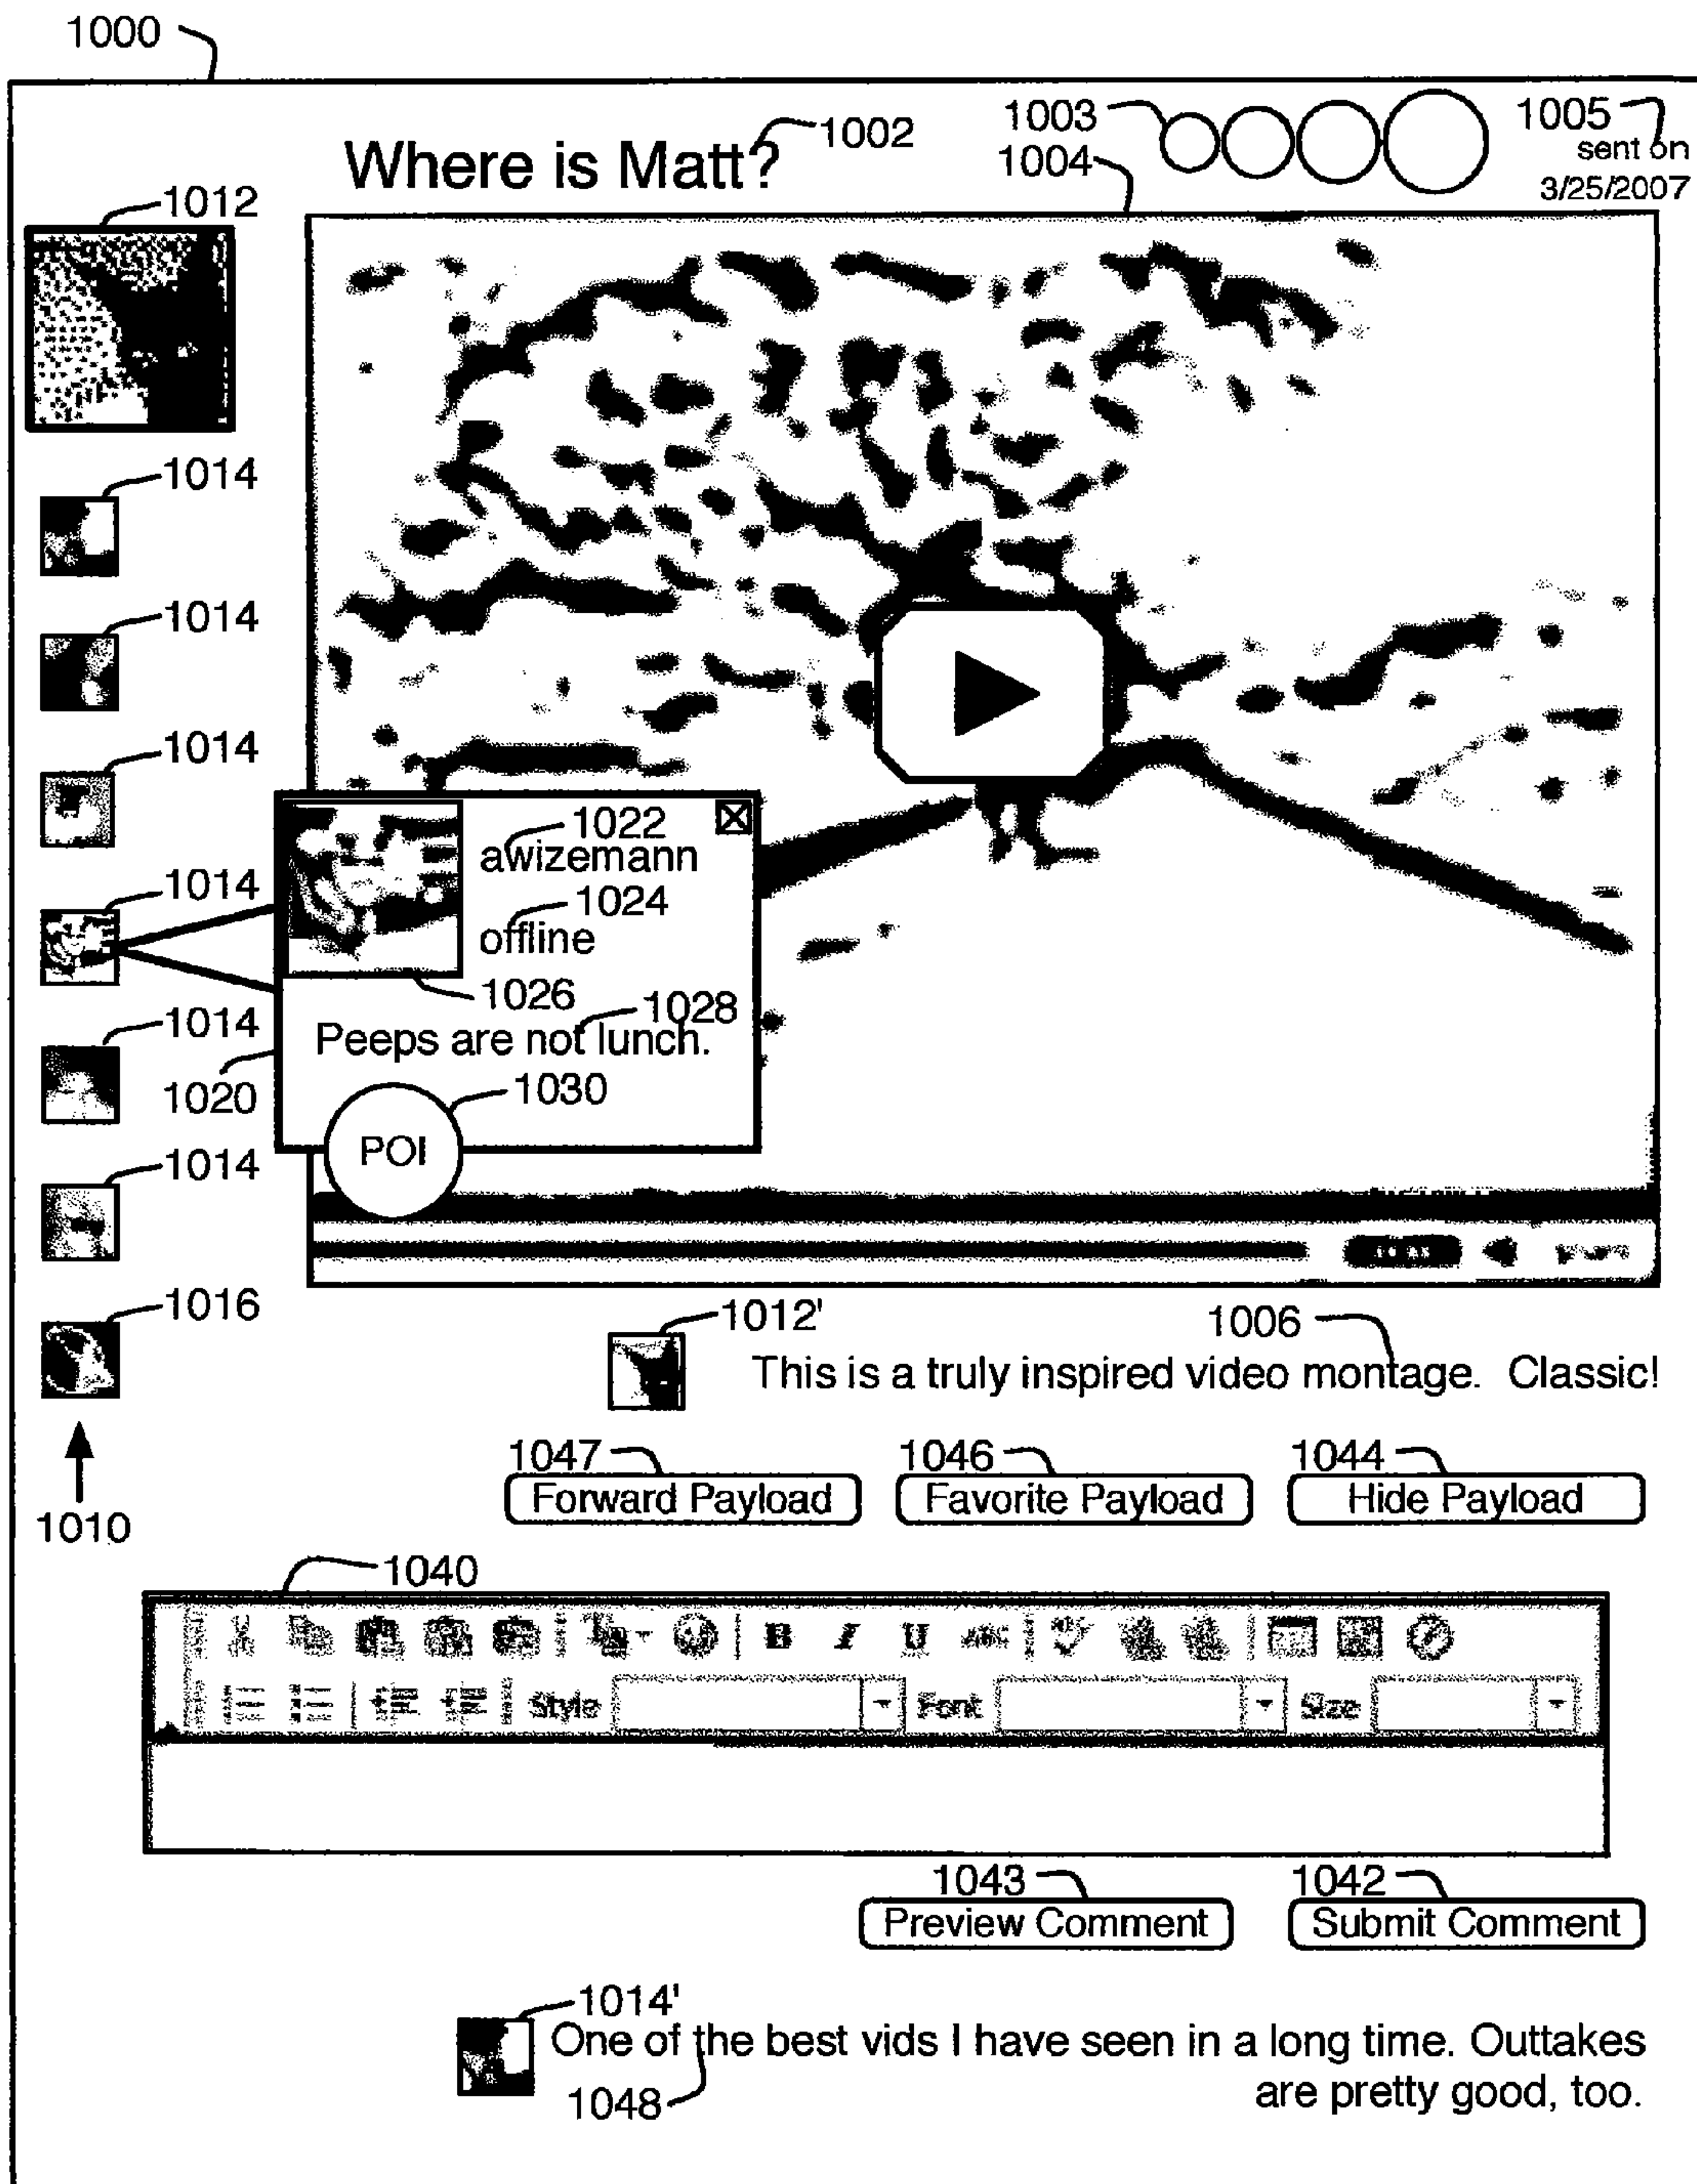 1000
1003
1005
Where is Matt?
1002
sent on
1004
3/25/2007
1012
1014
1014
1014
1022
awizemann
1014
1024
offline
1026
1028
1014
Peeps are not lunch.
1020
1030
POI
1014
1016
1012'
1006
This is a truly inspired video montage. Classic!
1047
1046
1044
Forward Payload
Favorite Payload
Hide Payload
1010
1040
B I U ABC
Style
Font
Size
1043
1042
Preview Comment
Submit Comment
1014'
One of the best vids I have seen in a long time. Outtakes
are pretty good, too.
1048